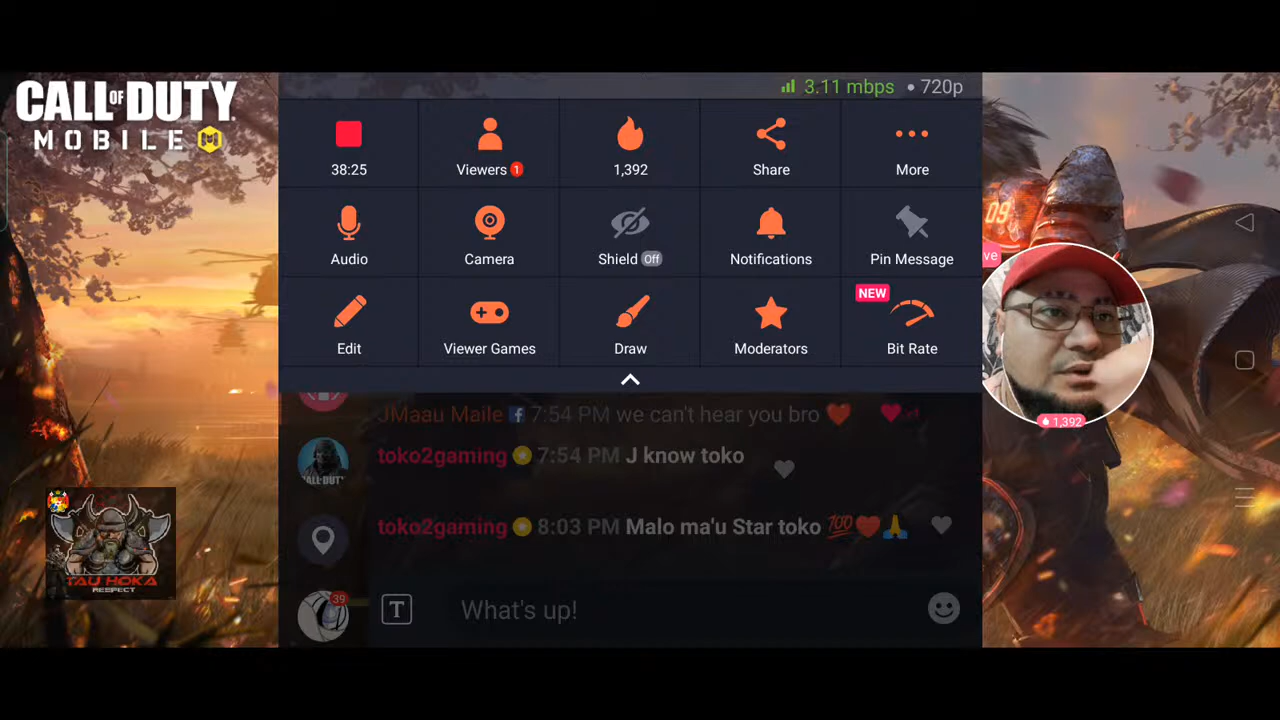 CALL OF DUTY
MOBILE
3.11 mbps • 720p
38:25
Viewers 1
1,392
Share
More
Audio
Camera
Shield Off
Notifications
Pin Message
Edit
Viewer Games
Draw
Moderators
NEW
Bit Rate
09
ve
1,392
JMaau Maile f 7:54 PM we can't hear you bro ❤️
toko2gaming 7:54 PM J know toko
toko2gaming 8:03 PM Malo ma'u Star toko 💯❤️🙏
39
T What's up!
TAU HOKA
RESPECT